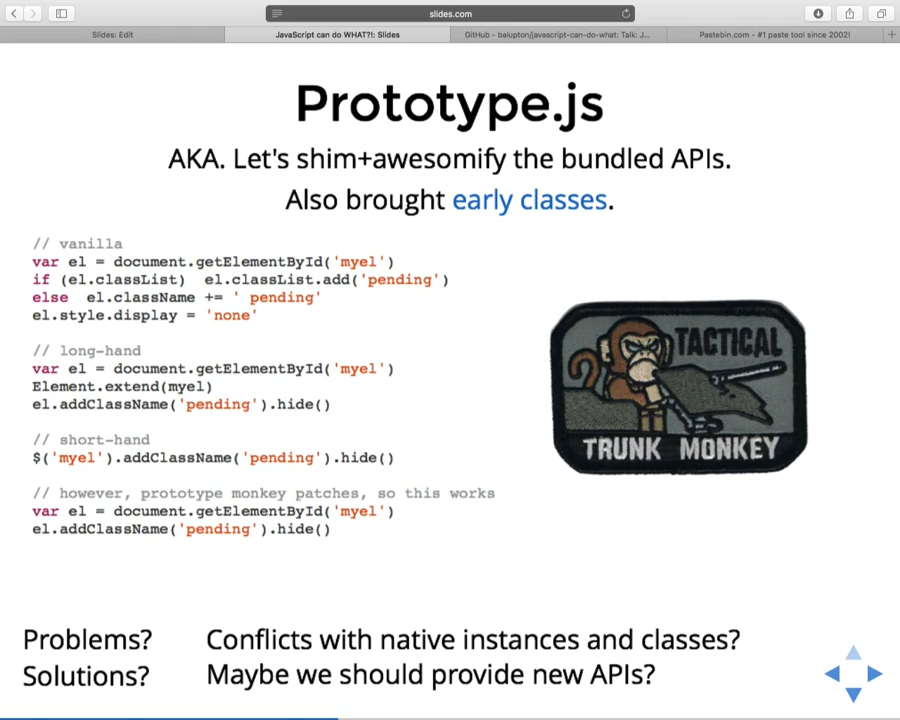 slides.com
Slides: Edit
JavaScript can do WHAT?!: Slides
GitHub - balupton/javascript-can-do-what: Talk: J...
Pastebin.com - #1 paste tool since 2002!
Prototype.js
AKA. Let's shim+awesomify the bundled APIs.
Also brought early classes.
// vanilla
var el = document.getElementById('myel')
if (el.classList)  el.classList.add('pending')
else  el.className += ' pending'
el.style.display = 'none'
// long-hand
var el = document.getElementById('myel')
Element.extend(myel)
el.addClassName('pending').hide()
// short-hand
$('myel').addClassName('pending').hide()
// however, prototype monkey patches, so this works
var el = document.getElementById('myel')
el.addClassName('pending').hide()
TACTICAL
TRUNK MONKEY
Problems? Conflicts with native instances and classes?
Solutions? Maybe we should provide new APIs?